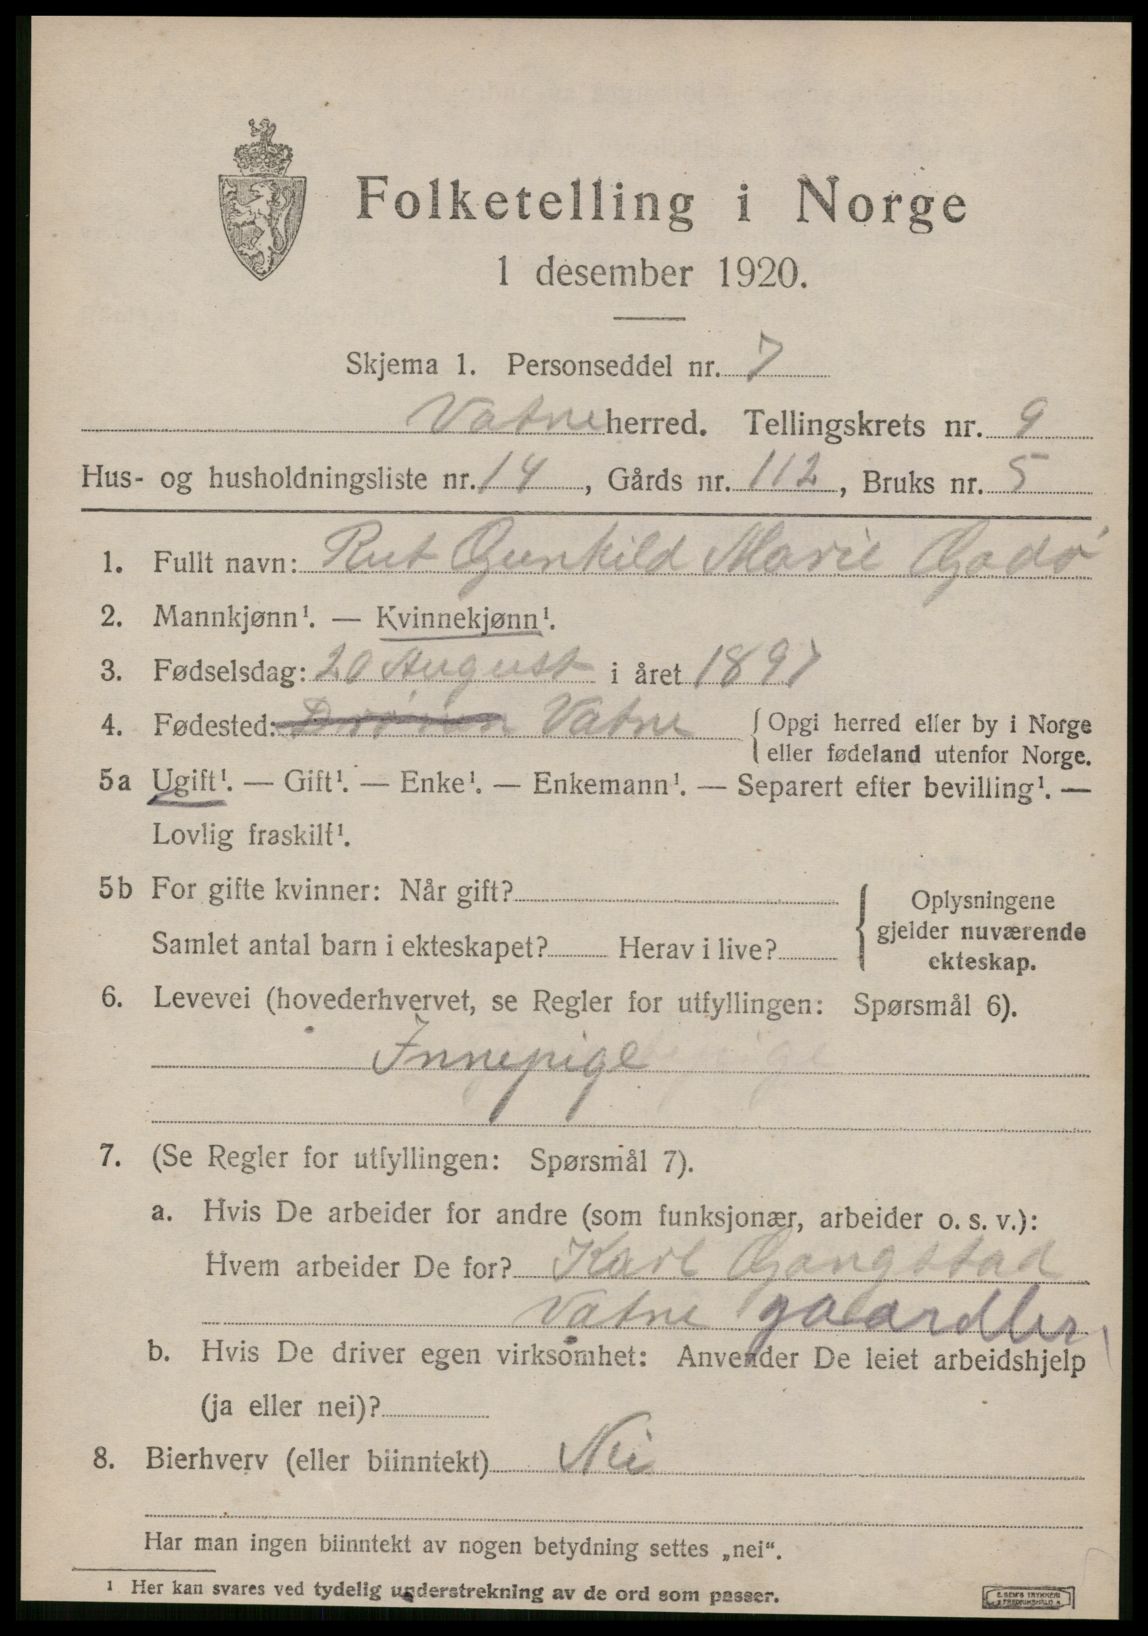 Folketelling i Norge
1 desember 1920.
Skjema 1. Personseddel nr. 7
Vatne herred. Tellingskrets nr. 9
Hus- og husholdningsliste nr. 14, Gårds nr. 112, Bruks nr. 5
1. Fullt navn: Rut Gunhild Marie Gadø
2. Mannkjønn¹. — Kvinnekjønn¹.
3. Fødselsdag: 20 August i året 1897
4. Fødested: Vatne { Opgi herred eller by i Norge
eller fødeland utenfor Norge.
5a Ugift¹. — Gift¹. — Enke¹. — Enkemann¹. — Separert efter bevilling¹. —
Lovlig fraskilt¹.
5b For gifte kvinner: Når gift?
Samlet antal barn i ekteskapet? Herav i live?
{ Oplysningene
gjelder nuværende
ekteskap.
6. Levevei (hovederhvervet, se Regler for utfyllingen: Spørsmål 6).
Innepige
7. (Se Regler for utfyllingen: Spørsmål 7).
a. Hvis De arbeider for andre (som funksjonær, arbeider o. s. v.):
Hvem arbeider De for? Karl Gangstad
Vatne gaardbr
b. Hvis De driver egen virksomhet: Anvender De leiet arbeidshjelp
(ja eller nei)?
8. Bierhverv (eller biinntekt) Nei
Har man ingen biinntekt av nogen betydning settes „nei“.
¹ Her kan svares ved tydelig understrekning av de ord som passer.